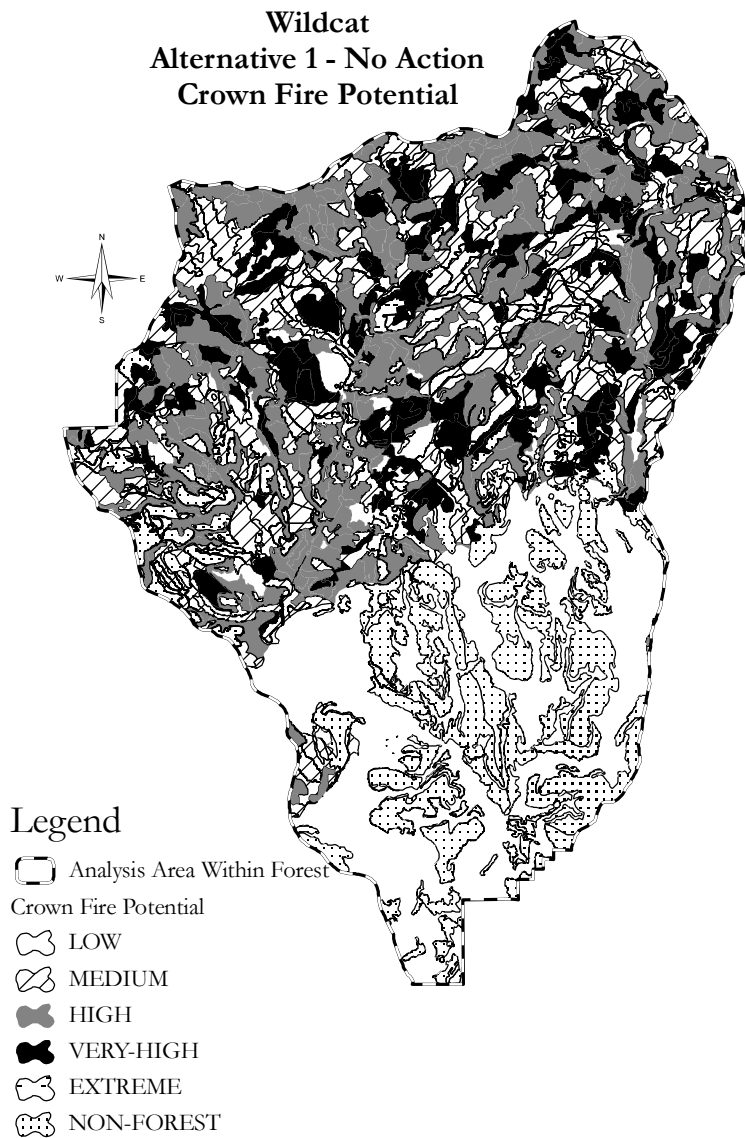 Wildcat
Alternative 1 - No Action
Crown Fire Potential
N
W
E
S
Legend
Analysis Area Within Forest
Crown Fire Potential
LOW
MEDIUM
HIGH
VERY-HIGH
EXTREME
NON-FOREST